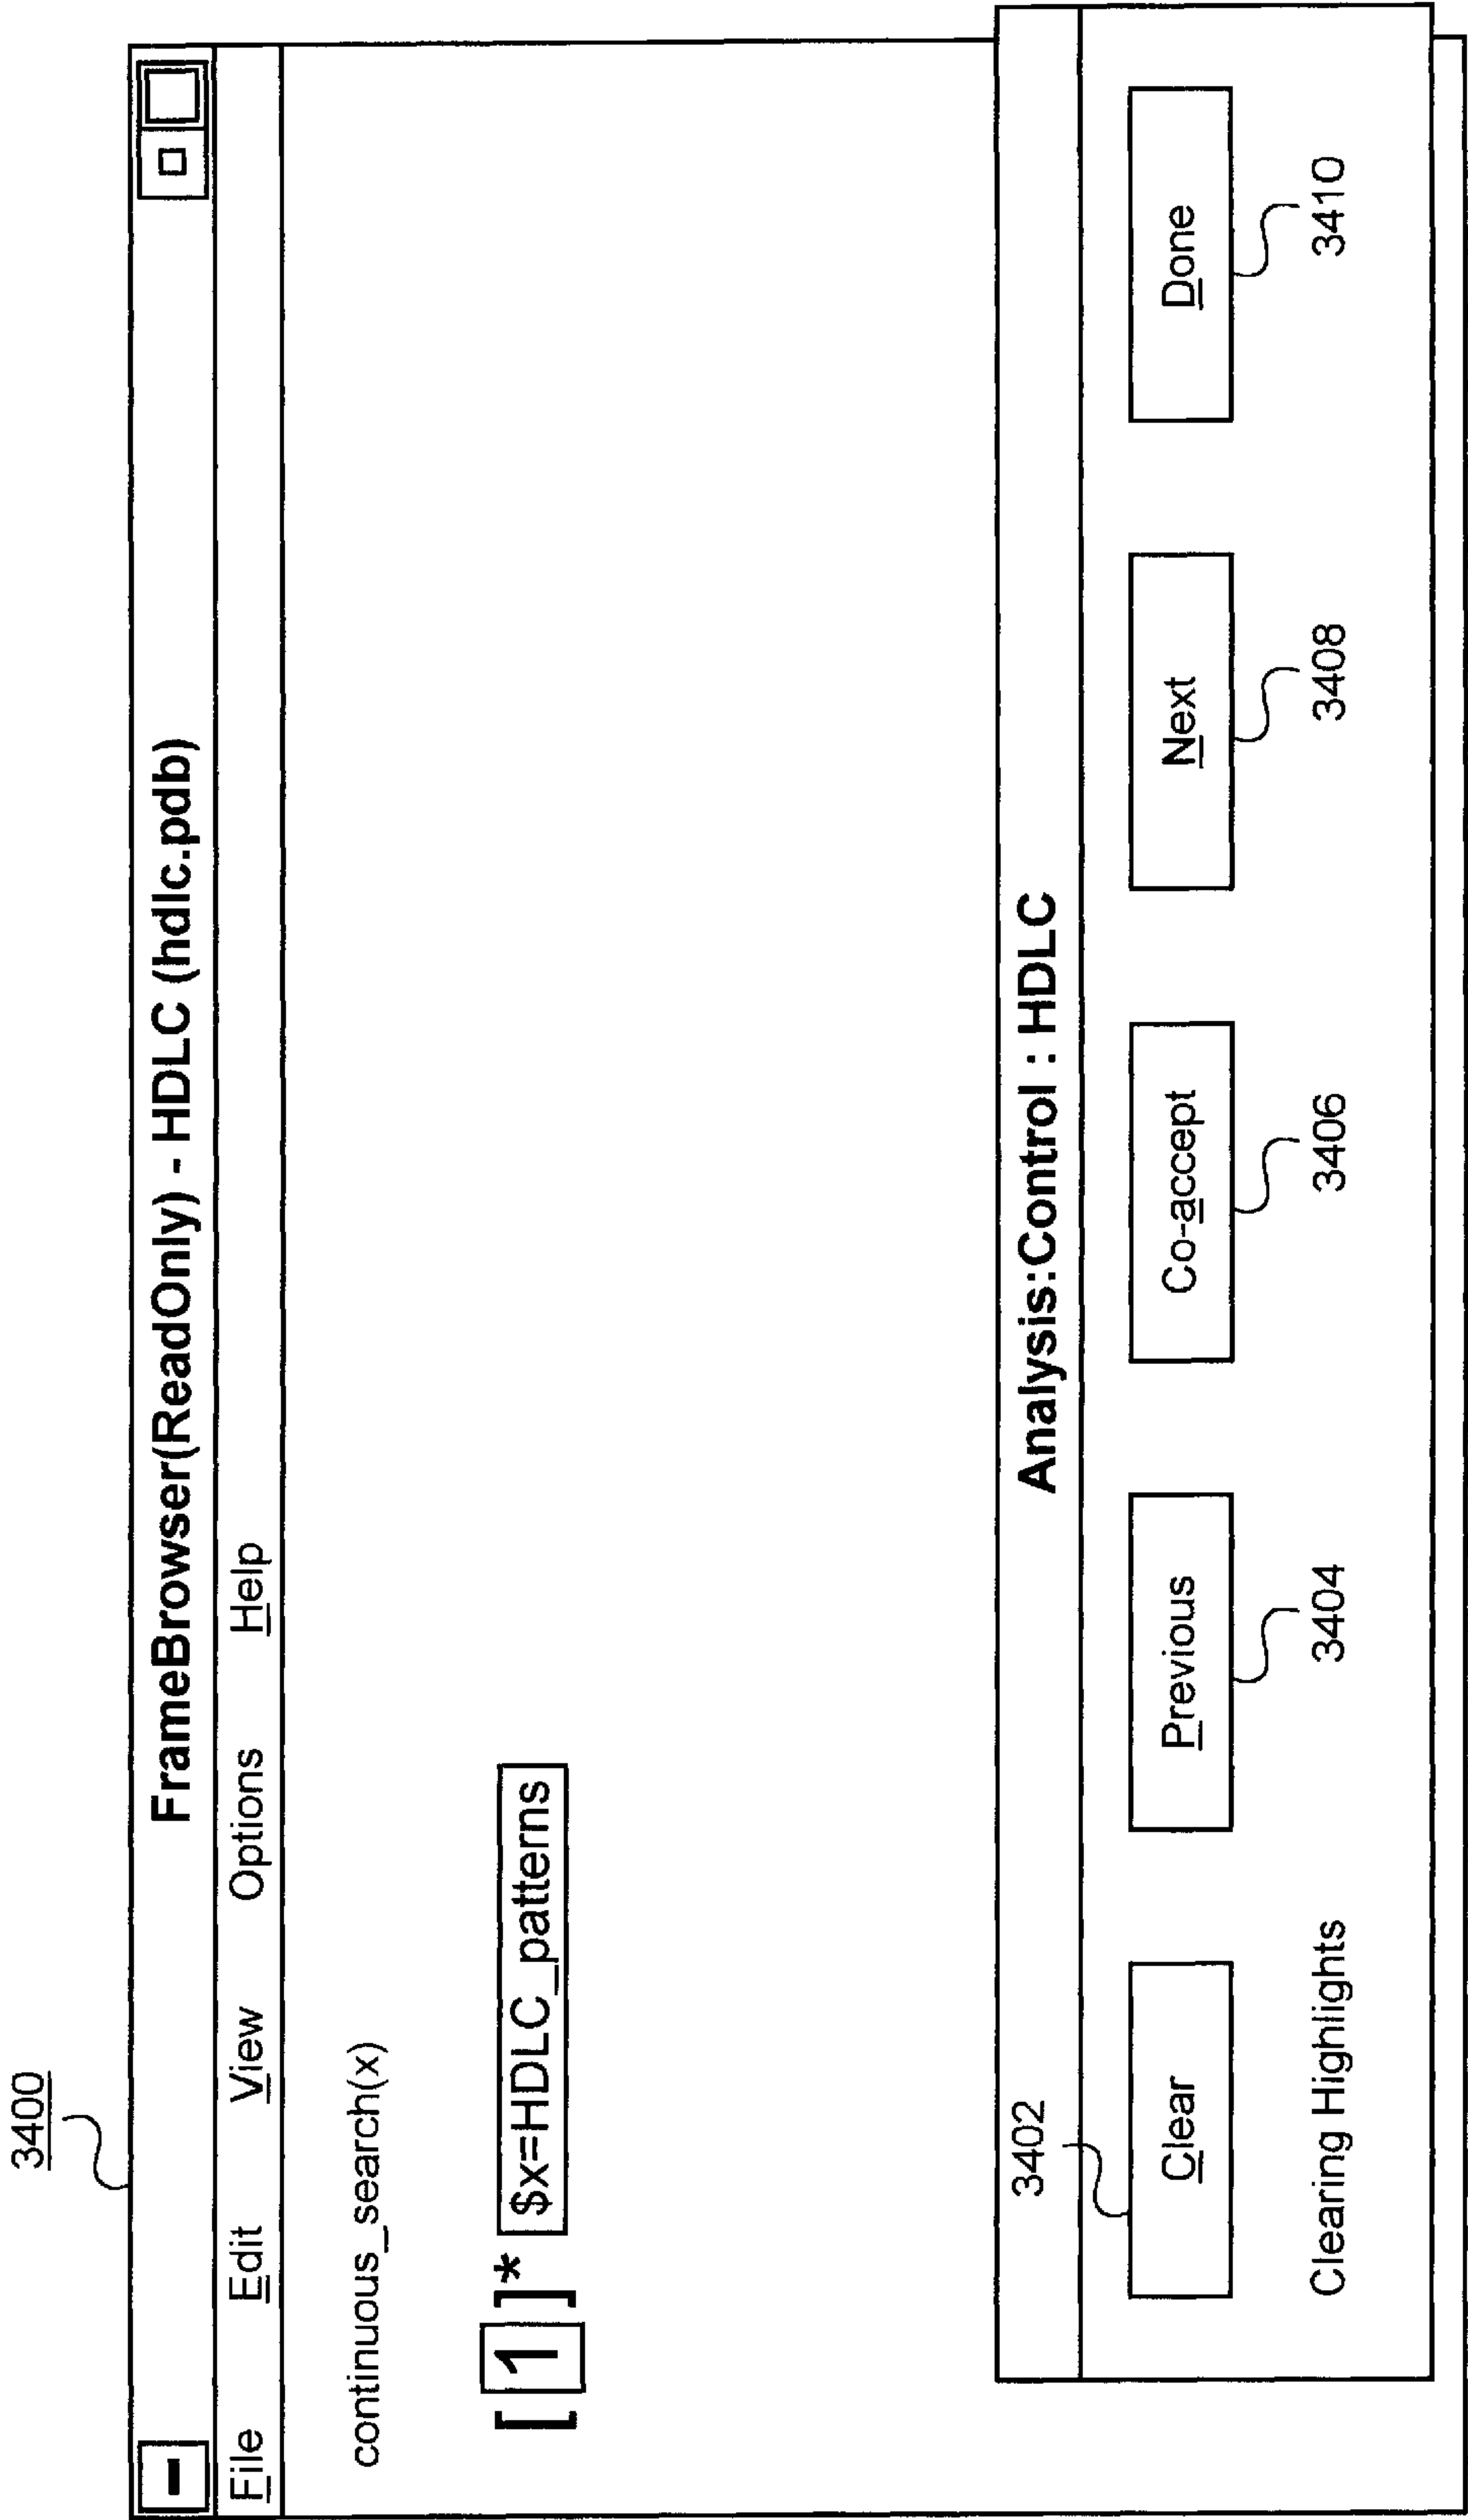 3400
FrameBrowser(ReadOnly) - HDLC (hdlc.pdb)
File Edit View Options Help
continuous_search(x)
[ 1 ]* $x=HDLC_patterns
Analysis:Control : HDLC
3402
Clear Previous Co-accept Next Done
Clearing Highlights 3404 3406 3408 3410